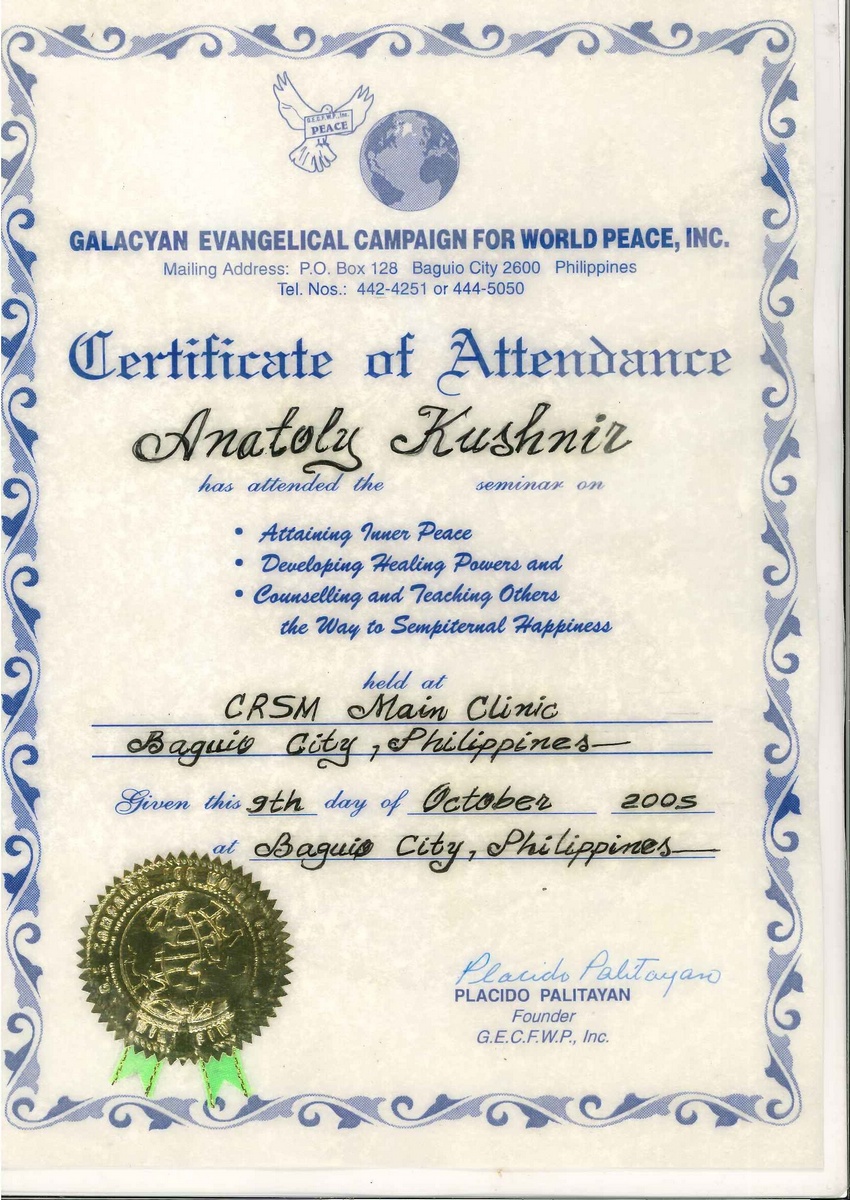 G.E.C.F.W.P., Inc.
PEACE
GALACYAN EVANGELICAL CAMPAIGN FOR WORLD PEACE, INC.
Mailing Address: P.O. Box 128 Baguio City 2600 Philippines
Tel. Nos.: 442-4251 or 444-5050
Certificate of Attendance
Anatoly Kushnir
has attended the seminar on
• Attaining Inner Peace
• Developing Healing Powers and
• Counselling and Teaching Others
the Way to Sempiternal Happiness
held at
CRSM Main Clinic
Baguio City, Philippines
Given this 9th day of October 2005
at Baguio City, Philippines
Placido Palitayan
PLACIDO PALITAYAN
Founder
G.E.C.F.W.P., Inc.